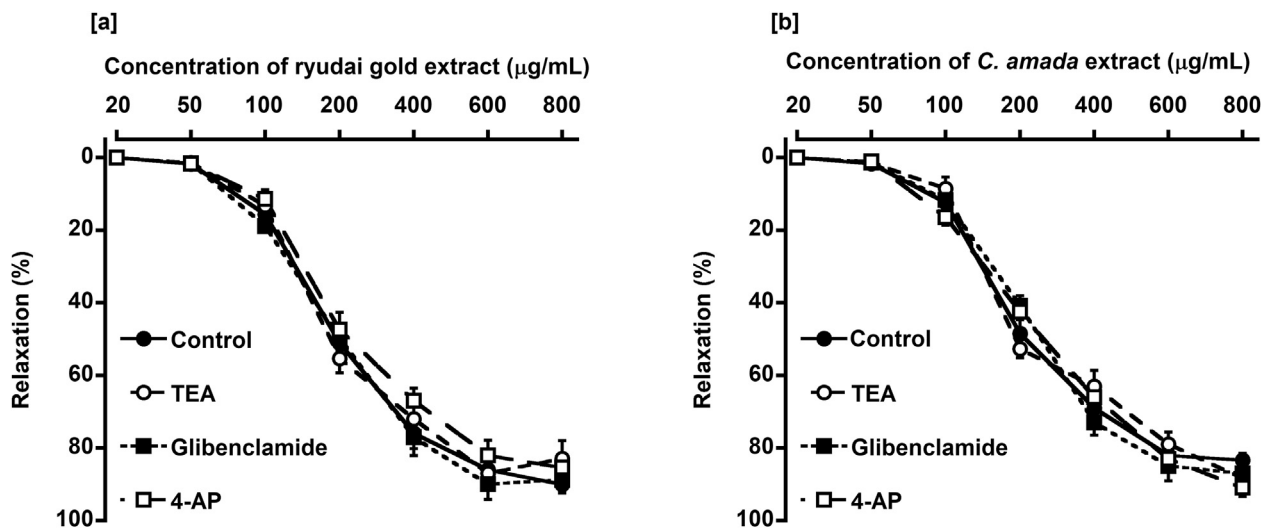 [a]
Concentration of ryudai gold extract (μg/mL)
20 50 100 200 400 600 800
0
20
40
60
80
100
Relaxation (%)
Control
TEA
Glibenclamide
4-AP
[b]
Concentration of C. amada extract (μg/mL)
20 50 100 200 400 600 800
0
20
40
60
80
100
Relaxation (%)
Control
TEA
Glibenclamide
4-AP